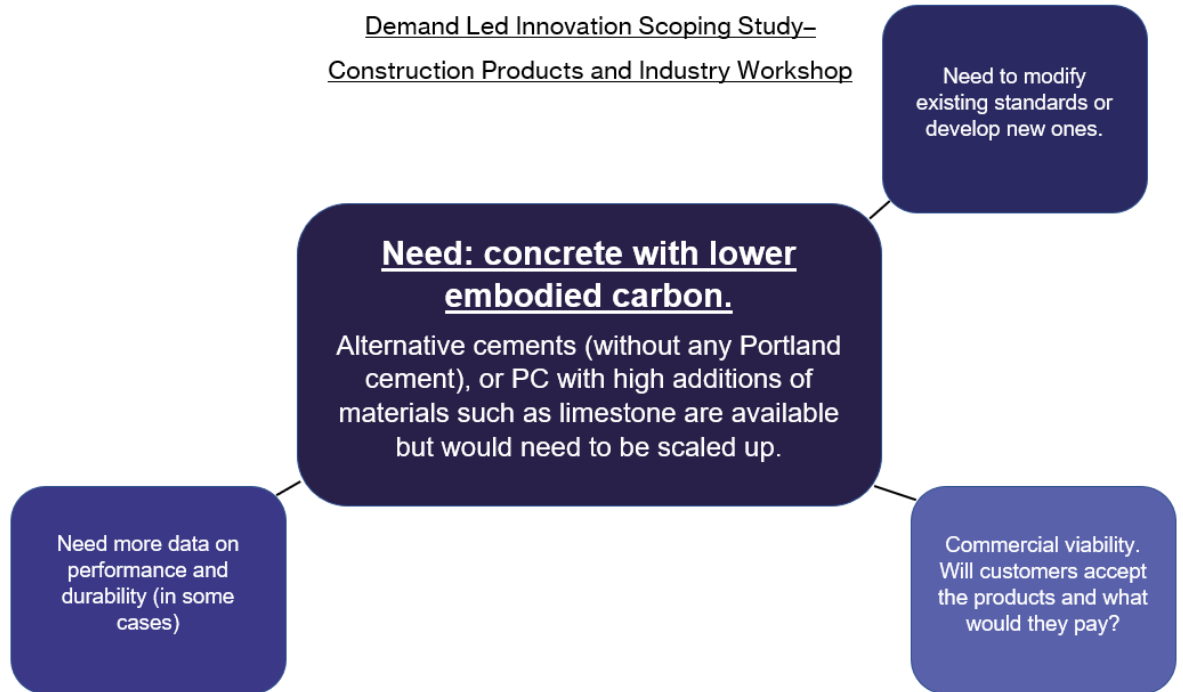 Demand Led Innovation Scoping Study–
Construction Products and Industry Workshop
Need to modify
existing standards or
develop new ones.
Need: concrete with lower
embodied carbon.
Alternative cements (without any Portland
cement), or PC with high additions of
materials such as limestone are available
but would need to be scaled up.
Need more data on
performance and
durability (in some
cases)
Commercial viability.
Will customers accept
the products and what
would they pay?